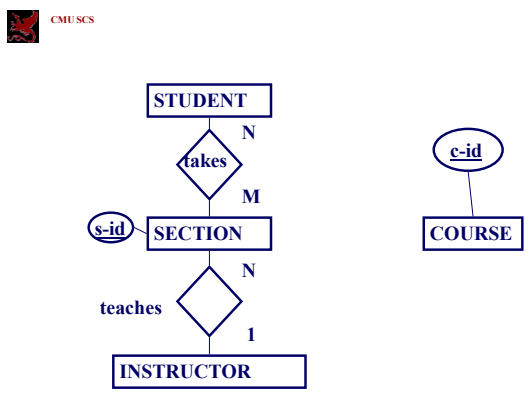 CMU SCS
STUDENT
N
takes
c-id
M
s-id
SECTION
COURSE
N
teaches
1
INSTRUCTOR